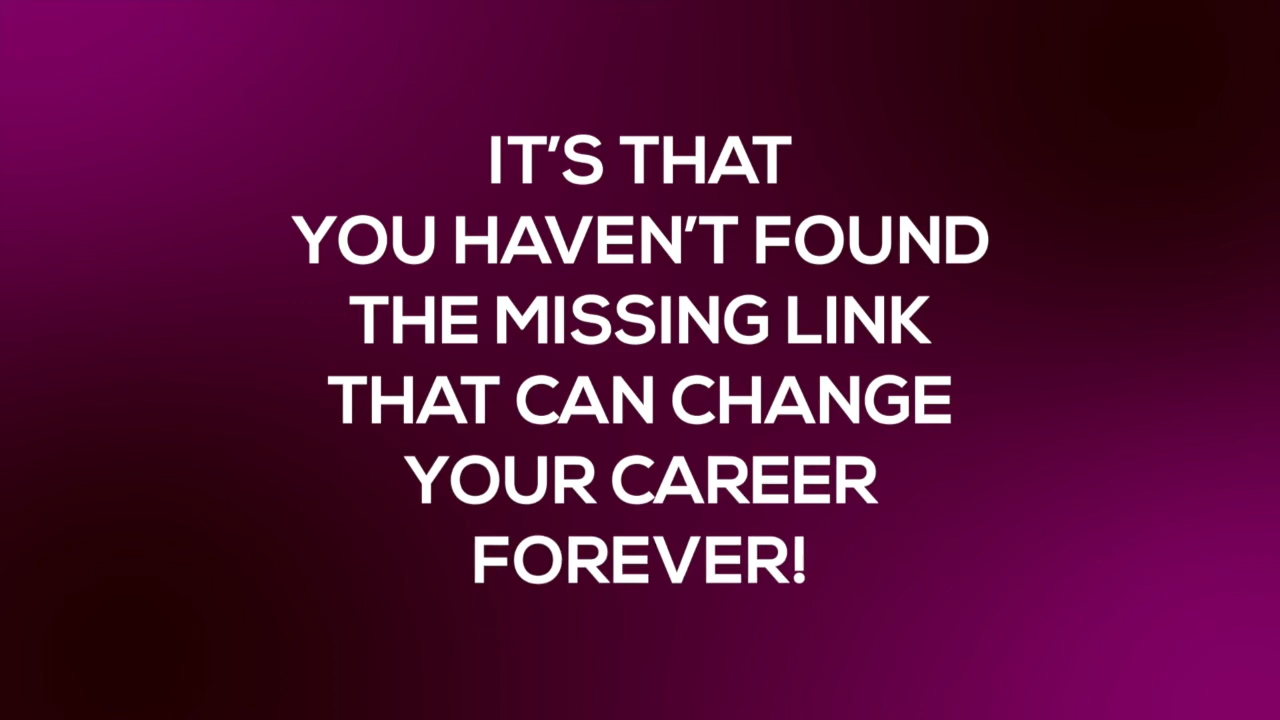 IT'S THAT
YOU HAVEN'T FOUND
THE MISSING LINK
THAT CAN CHANGE
YOUR CAREER
FOREVER!